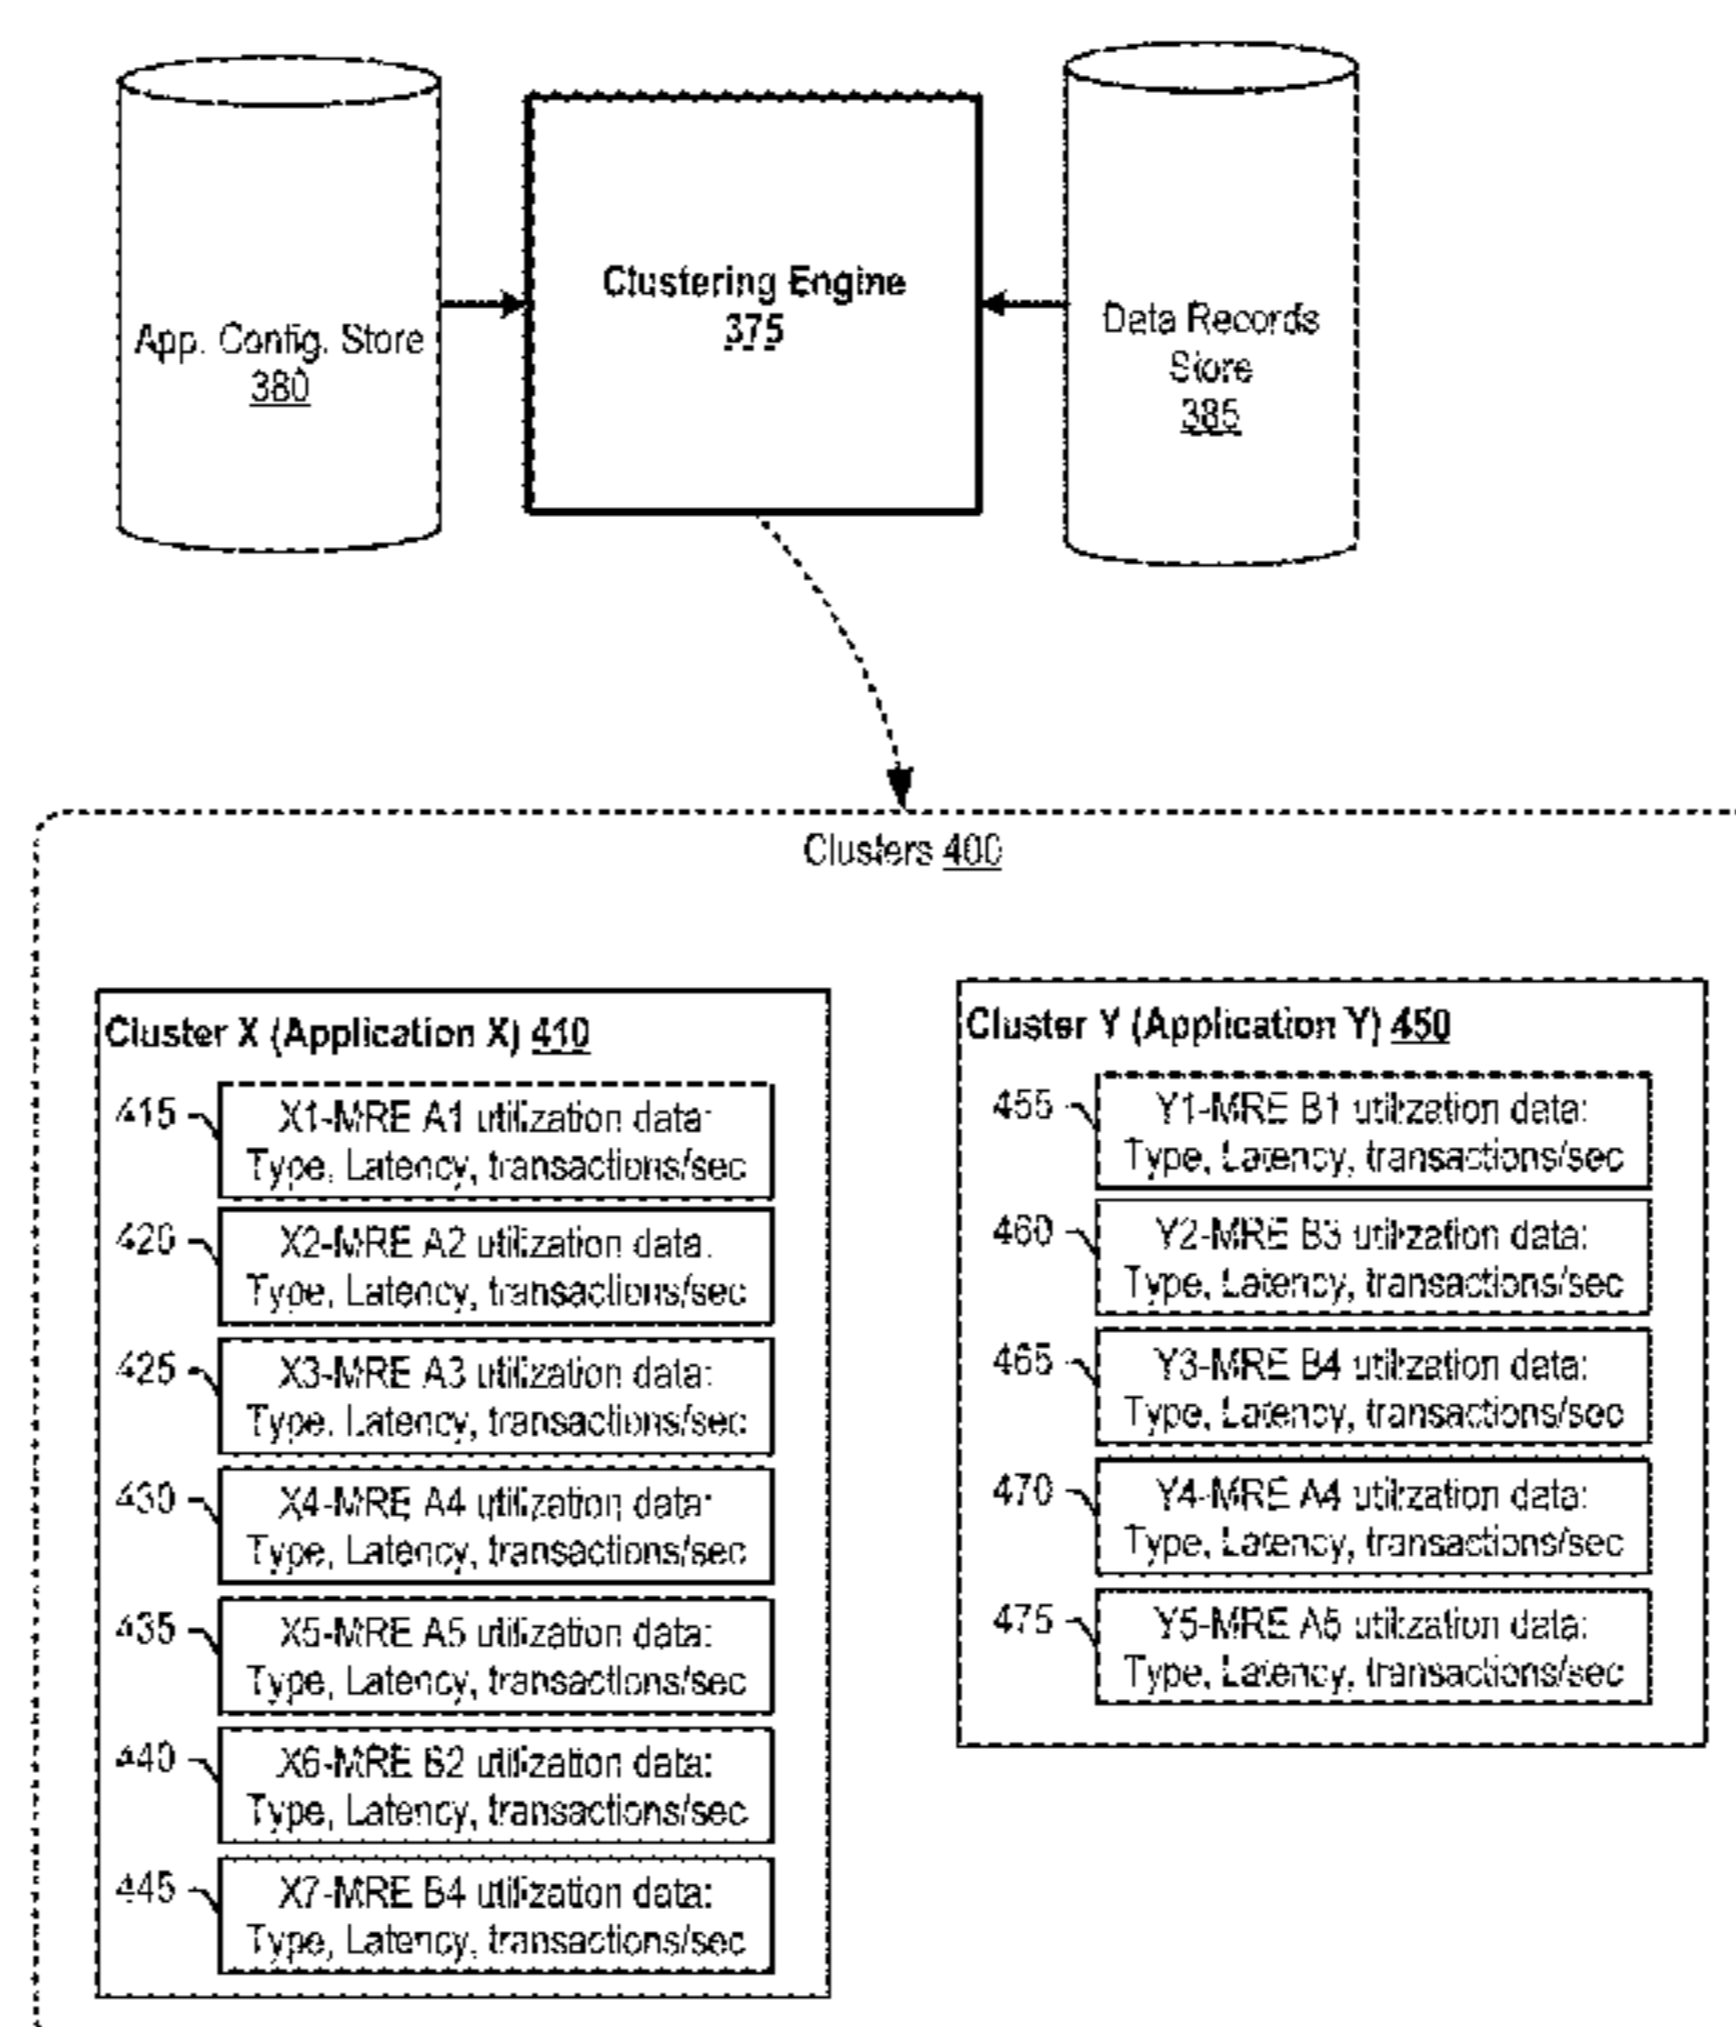 App. Config. Store
380
Clustering Engine
375
Data Records
Store
385
Clusters 400
Cluster X (Application X) 410
415
X1-MRE A1 utilization data:
Type, Latency, transactions/sec
420
X2-MRE A2 utilization data:
Type, Latency, transactions/sec
425
X3-MRE A3 utilization data:
Type, Latency, transactions/sec
430
X4-MRE A4 utilization data:
Type, Latency, transactions/sec
435
X5-MRE A5 utilization data:
Type, Latency, transactions/sec
440
X6-MRE B2 utilization data:
Type, Latency, transactions/sec
445
X7-MRE B4 utilization data:
Type, Latency, transactions/sec
Cluster Y (Application Y) 450
455
Y1-MRE B1 utilization data:
Type, Latency, transactions/sec
460
Y2-MRE B3 utilization data:
Type, Latency, transactions/sec
465
Y3-MRE B4 utilization data:
Type, Latency, transactions/sec
470
Y4-MRE A4 utilization data:
Type, Latency, transactions/sec
475
Y5-MRE A5 utilization data:
Type, Latency, transactions/sec